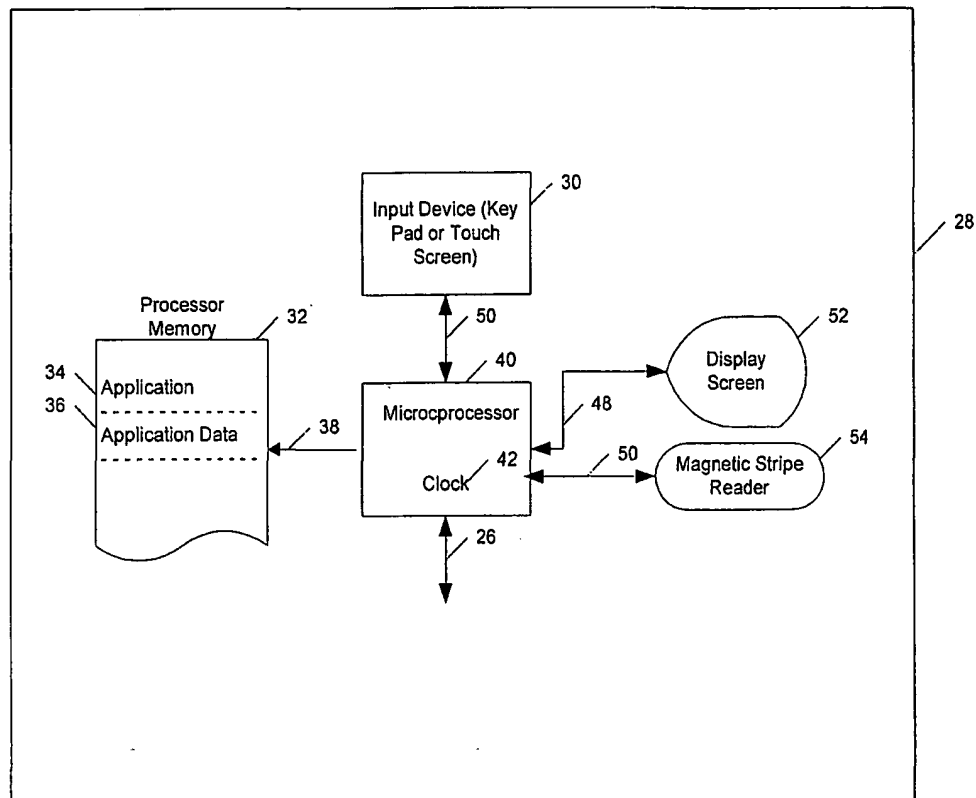 30
Input Device (Key
Pad or Touch
Screen)
28
Processor
Memory
32
50
52
34
Application
40
Display
Screen
36
Application Data
38
Microcprocessor
48
42
Clock
50
54
Magnetic Stripe
Reader
26